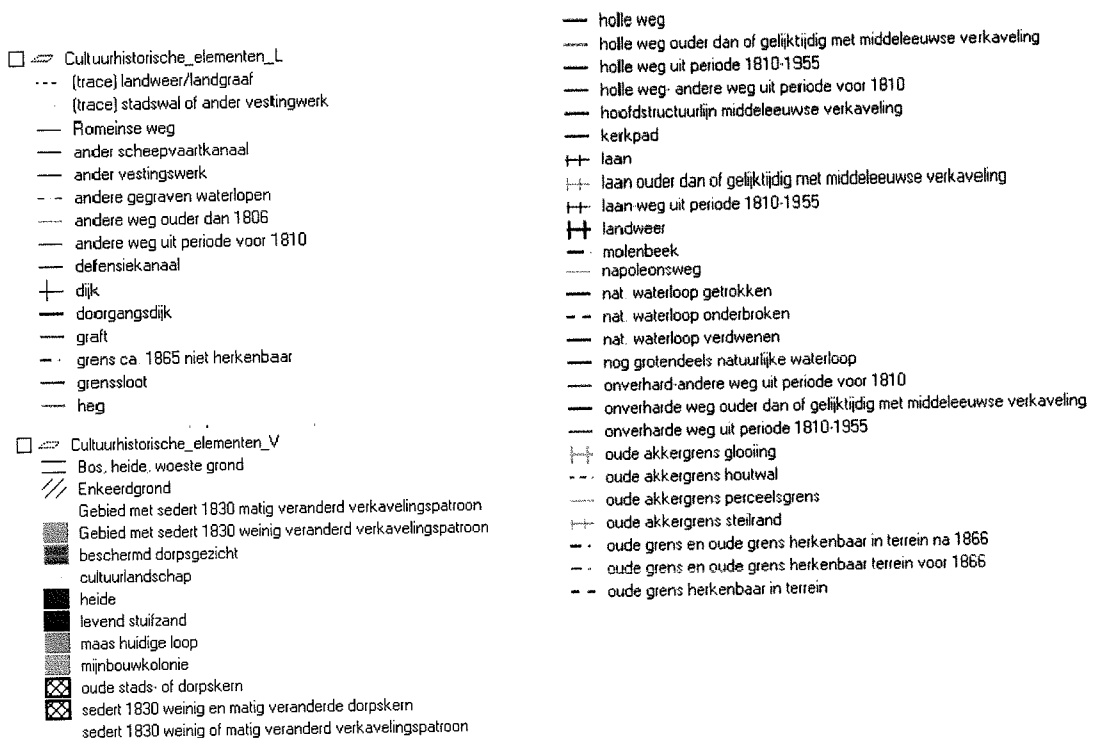 Cultuurhistorische_elementen_L
(trace) landweer/landgraaf
(trace) stadswal of ander vestingwerk
Romeinse weg
ander scheepvaartkanaal
ander vestingswerk
andere gegraven waterlopen
andere weg ouder dan 1806
andere weg uit periode voor 1810
defensiekanaal
dijk
doorgangsdijk
graft
grens ca. 1865 niet herkenbaar
grenssloot
heg
Cultuurhistorische_elementen_V
Bos, heide, woeste grond
Enkeerdgrond
Gebied met sedert 1830 matig veranderd verkavelingspatroon
Gebied met sedert 1830 weinig veranderd verkavelingspatroon
beschermd dorpsgezicht
cultuurlandschap
heide
levend stuifzand
maas huidige loop
mijnbouwkolonie
oude stads- of dorpskern
sedert 1830 weinig en matig veranderde dorpskern
sedert 1830 weinig of matig veranderd verkavelingspatroon
holle weg
holle weg ouder dan of gelijktijdig met middeleeuwse verkaveling
holle weg uit periode 1810-1955
holle weg- andere weg uit periode voor 1810
hoofdstructuurlijn middeleeuwse verkaveling
kerkpad
laan
laan ouder dan of gelijktijdig met middeleeuwse verkaveling
laan-weg uit periode 1810-1955
landweer
molenbeek
napoleonsweg
nat. waterloop getrokken
nat. waterloop onderbroken
nat. waterloop verdwenen
nog grotendeels natuurlijke waterloop
onverhard-andere weg uit periode voor 1810
onverharde weg ouder dan of gelijktijdig met middeleeuwse verkaveling
onverharde weg uit periode 1810-1955
oude akkergrens glooiing
oude akkergrens houtwal
oude akkergrens perceelsgrens
oude akkergrens steilrand
oude grens en oude grens herkenbaar in terrein na 1866
oude grens en oude grens herkenbaar terrein voor 1866
oude grens herkenbaar in terrein